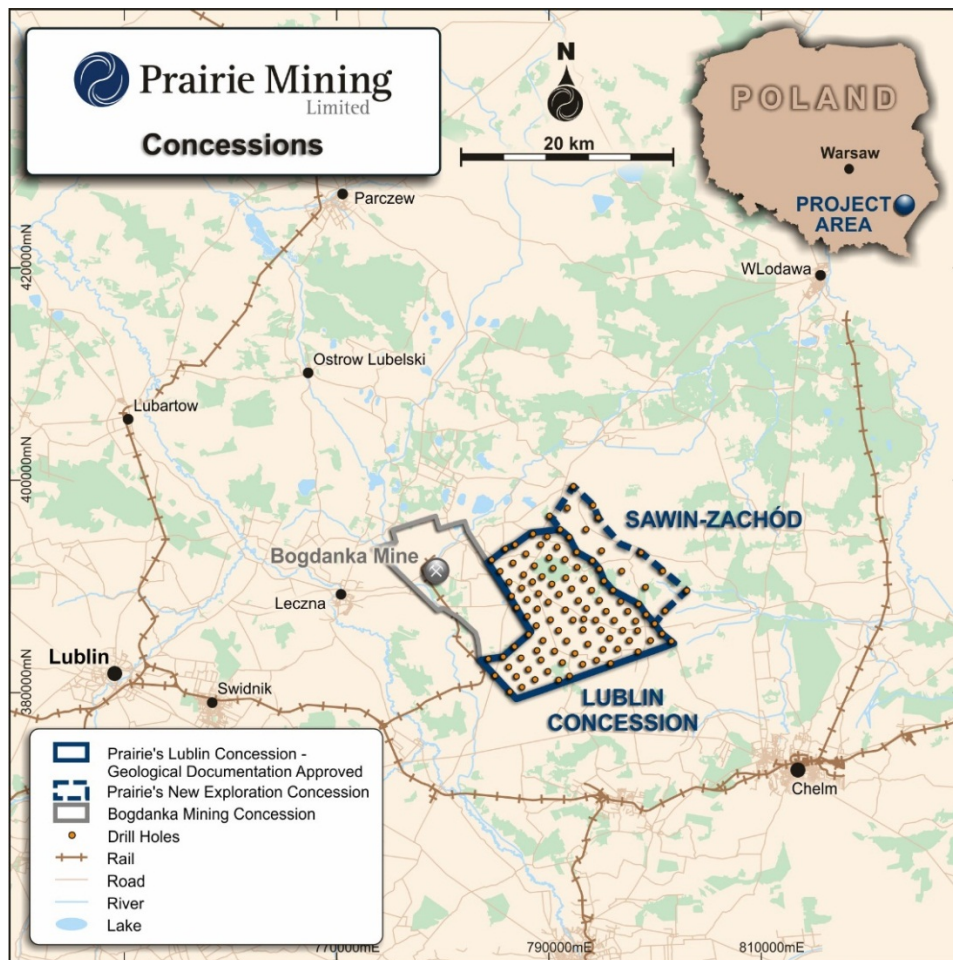 Prairie Mining
Limited
Concessions
N
20 km
POLAND
Warsaw
PROJECT
AREA
Parczew
WLodawa
420000mN
Ostrow Lubelski
Lubartow
400000mN
SAWIN-ZACHÓD
Bogdanka Mine
Leczna
Lublin
380000mN
Swidnik
LUBLIN
CONCESSION
Chelm
Prairie's Lublin Concession -
Geological Documentation Approved
Prairie's New Exploration Concession
Bogdanka Mining Concession
Drill Holes
Rail
Road
River
Lake
770000mE
790000mE
810000mE